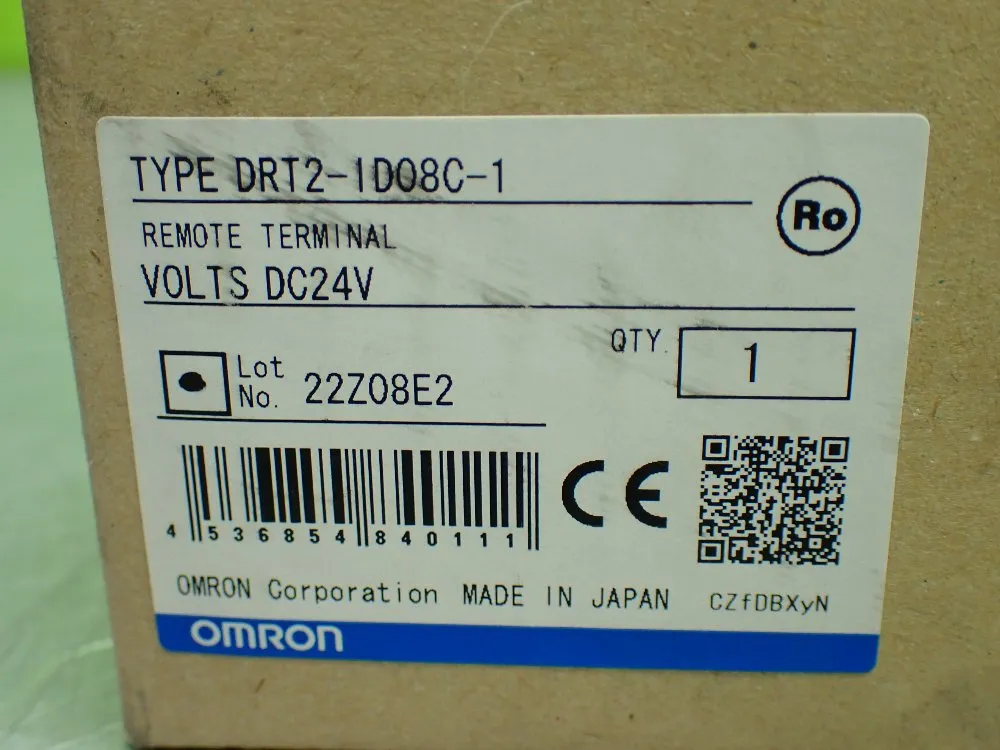 TYPE DRT2-ID08C-1
Ro
REMOTE TERMINAL
VOLTS DC24V
QTY. 1
Lot No. 22Z08E2
4 536854 840111
CE
OMRON Corporation MADE IN JAPAN
CZfDBXyN
OMRON